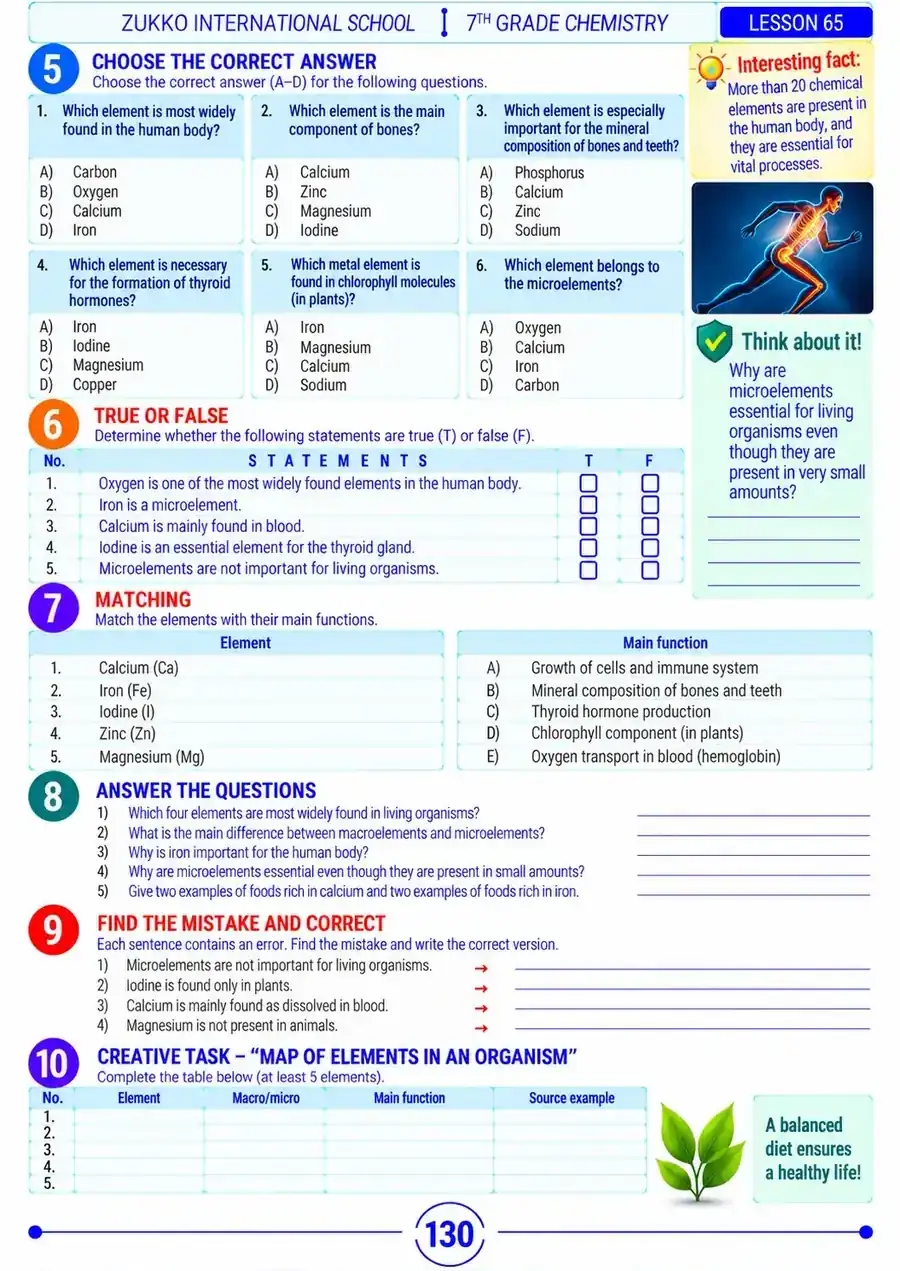 ZUKKO INTERNATIONAL SCHOOL
7TH GRADE CHEMISTRY
LESSON 65
5
CHOOSE THE CORRECT ANSWER
Choose the correct answer (A–D) for the following questions.
1. Which element is most widely
found in the human body?
A) Carbon
B) Oxygen
C) Calcium
D) Iron
2. Which element is the main
component of bones?
A) Calcium
B) Zinc
C) Magnesium
D) Iodine
3. Which element is especially
important for the mineral
composition of bones and teeth?
A) Phosphorus
B) Calcium
C) Zinc
D) Sodium
4. Which element is necessary
for the formation of thyroid
hormones?
A) Iron
B) Iodine
C) Magnesium
D) Copper
5. Which metal element is
found in chlorophyll molecules
(in plants)?
A) Iron
B) Magnesium
C) Calcium
D) Sodium
6. Which element belongs to
the microelements?
A) Oxygen
B) Calcium
C) Iron
D) Carbon
Interesting fact:
More than 20 chemical
elements are present in
the human body, and
they are essential for
vital processes.
Think about it!
Why are
microelements
essential for living
organisms even
though they are
present in very small
amounts?
6
TRUE OR FALSE
Determine whether the following statements are true (T) or false (F).
No. STATEMENTS T F
1. Oxygen is one of the most widely found elements in the human body.
2. Iron is a microelement.
3. Calcium is mainly found in blood.
4. Iodine is an essential element for the thyroid gland.
5. Microelements are not important for living organisms.
7
MATCHING
Match the elements with their main functions.
Element
1. Calcium (Ca)
2. Iron (Fe)
3. Iodine (I)
4. Zinc (Zn)
5. Magnesium (Mg)
Main function
A) Growth of cells and immune system
B) Mineral composition of bones and teeth
C) Thyroid hormone production
D) Chlorophyll component (in plants)
E) Oxygen transport in blood (hemoglobin)
8
ANSWER THE QUESTIONS
1) Which four elements are most widely found in living organisms?
2) What is the main difference between macroelements and microelements?
3) Why is iron important for the human body?
4) Why are microelements essential even though they are present in small amounts?
5) Give two examples of foods rich in calcium and two examples of foods rich in iron.
9
FIND THE MISTAKE AND CORRECT
Each sentence contains an error. Find the mistake and write the correct version.
1) Microelements are not important for living organisms. →
2) Iodine is found only in plants. →
3) Calcium is mainly found as dissolved in blood. →
4) Magnesium is not present in animals. →
10
CREATIVE TASK – “MAP OF ELEMENTS IN AN ORGANISM”
Complete the table below (at least 5 elements).
No. Element Macro/micro Main function Source example
1.
2.
3.
4.
5.
A balanced
diet ensures
a healthy life!
130